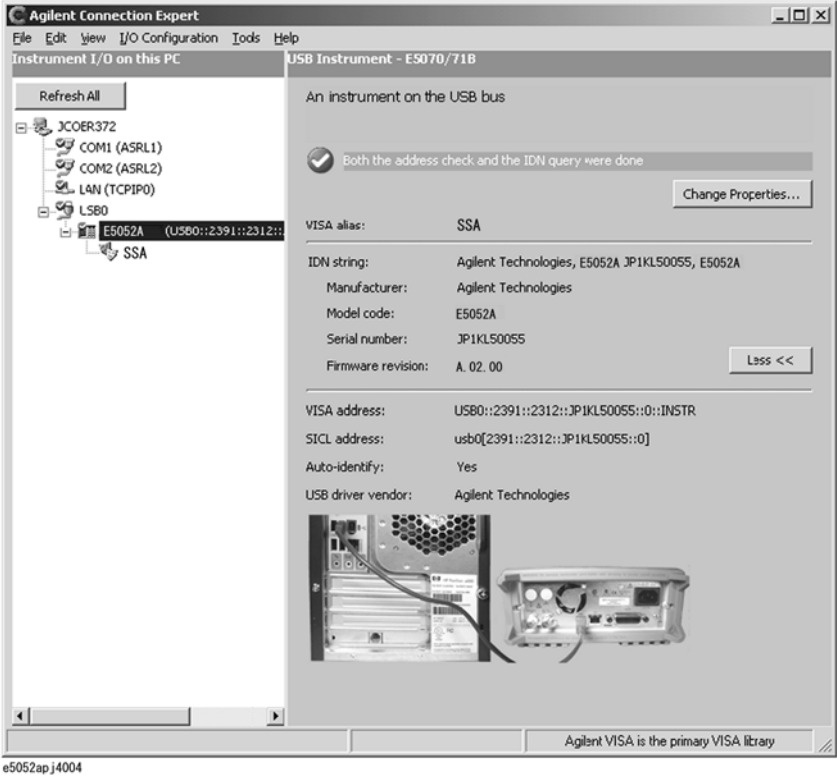 Agilent Connection Expert
File Edit View I/O Configuration Tools Help
Instrument I/O on this PC
USB Instrument - E5070/71B
Refresh All
An instrument on the USB bus
JCOER372
COM1 (ASRL1)
COM2 (ASRL2)
LAN (TCPIP0)
LSB0
E5052A (USB0::2391::2312::
SSA
Both the address check and the IDN query were done
Change Properties...
VISA alias: SSA
IDN string: Agilent Technologies, E5052A JP1KL50055, E5052A
Manufacturer: Agilent Technologies
Model code: E5052A
Serial number: JP1KL50055
Firmware revision: A. 02. 00
Less <<
VISA address: USB0::2391::2312::JP1KL50055::0::INSTR
SICL address: usb0[2391::2312::JP1KL50055::0]
Auto-identify: Yes
USB driver vendor: Agilent Technologies
Agilent VISA is the primary VISA library
e5052apj4004